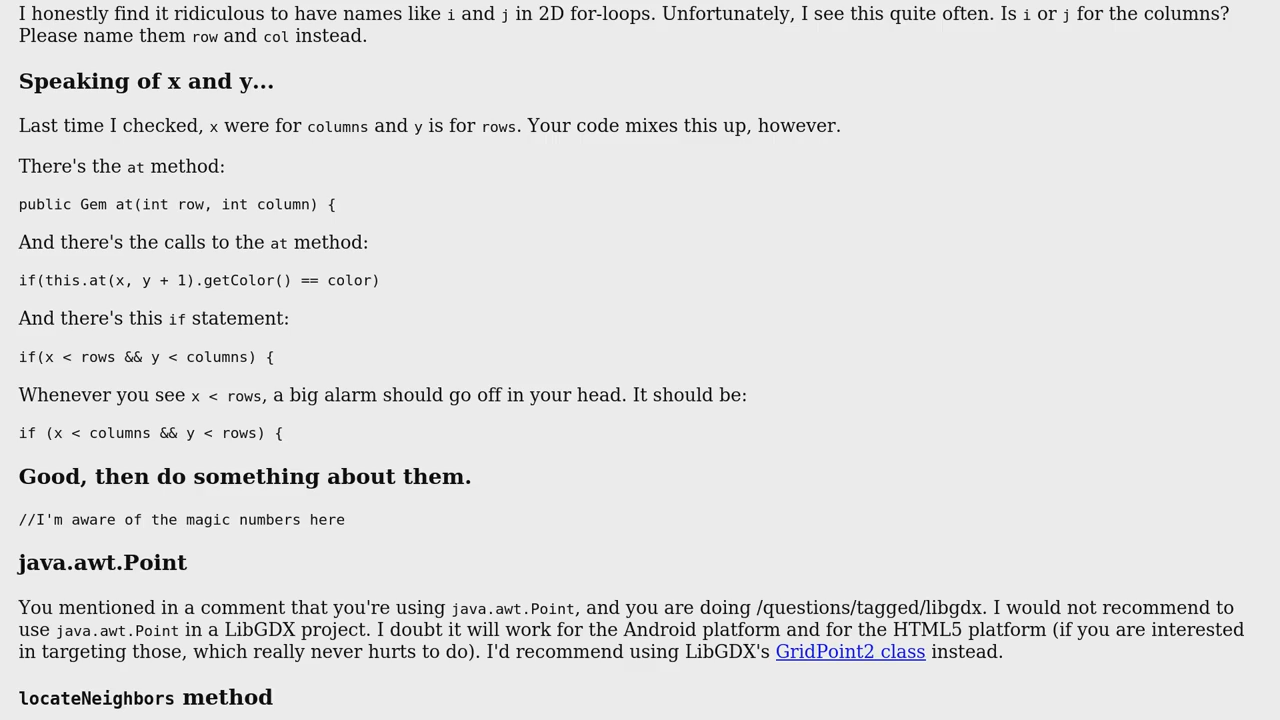 I honestly find it ridiculous to have names like i and j in 2D for-loops. Unfortunately, I see this quite often. Is i or j for the columns?
Please name them row and col instead.
Speaking of x and y...
Last time I checked, x were for columns and y is for rows. Your code mixes this up, however.
There's the at method:
public Gem at(int row, int column) {
And there's the calls to the at method:
if(this.at(x, y + 1).getColor() == color)
And there's this if statement:
if(x < rows && y < columns) {
Whenever you see x < rows, a big alarm should go off in your head. It should be:
if (x < columns && y < rows) {
Good, then do something about them.
//I'm aware of the magic numbers here
java.awt.Point
You mentioned in a comment that you're using java.awt.Point, and you are doing /questions/tagged/libgdx. I would not recommend to
use java.awt.Point in a LibGDX project. I doubt it will work for the Android platform and for the HTML5 platform (if you are interested
in targeting those, which really never hurts to do). I'd recommend using LibGDX's GridPoint2 class instead.
locateNeighbors method